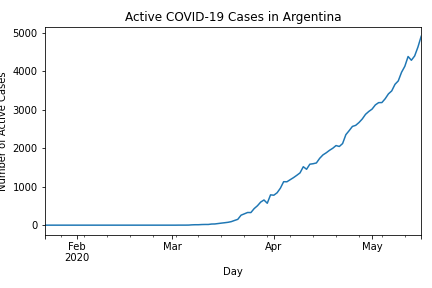 Active COVID-19 Cases in Argentina
Number of Active Cases
5000
4000
3000
2000
1000
0
Feb
2020
Mar
Apr
May
Day